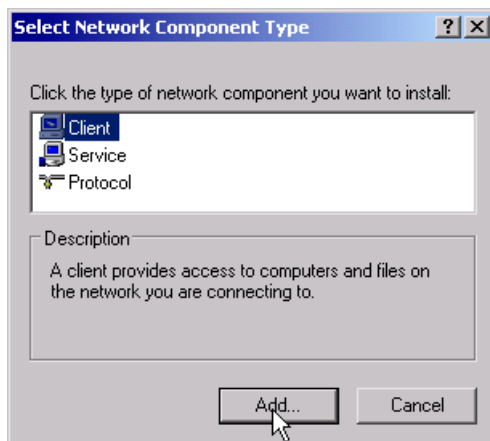 Select Network Component Type
Click the type of network component you want to install:
Client
Service
Protocol
Description
A client provides access to computers and files on
the network you are connecting to.
Add... Cancel